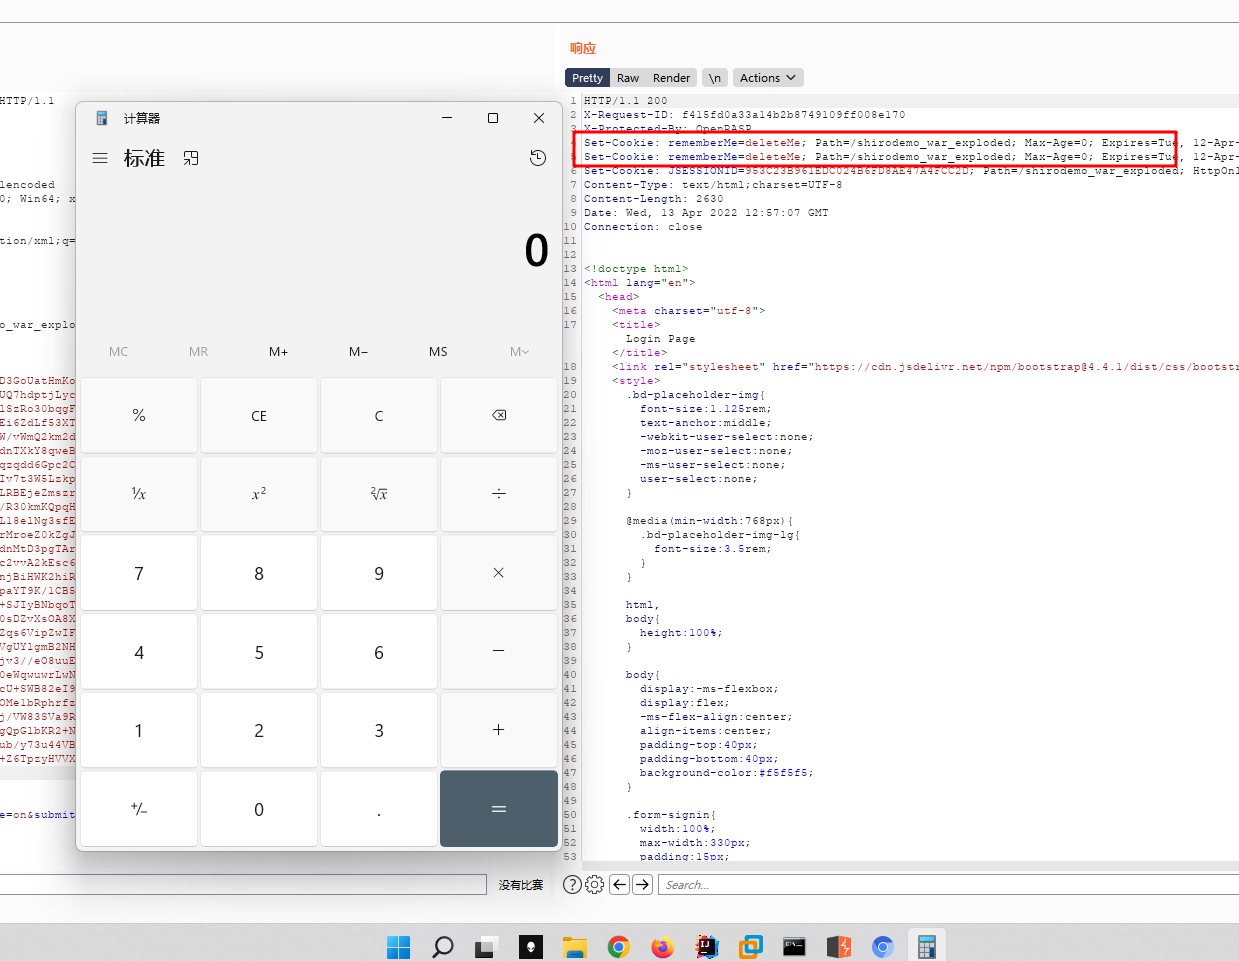 响应
Pretty Raw Render \n Actions
HTTP/1.1
lencoded
0; Win64; x
tion/xml;q=
o_war_explo
D3GoUatHmKo
UQ7hdptjLyc
lSzRo30bqgF
Ei6ZdLf53XT
W/vWmQ2km2d
dnTXkY8qweB
qzqdd6Gpc2C
Iv7t3W5Lzkp
LRBEjeZmszr
/R30kmKQpqH
L18elNg3sfE
rMroeZ0kZgJ
dnMtD3pgTAr
c2vvA2kEsc6
njBiHWK2hiR
paYT9K/1CB5
+SJIyBNbqoT
0sDZvXsOA8X
Zqs6VipZwIF
VgUYlgmB2NH
jv3//eO8uuE
0eWqwuwrLwN
cU+SWB82eI9
OMelbRphrfz
j/VW83SVa9R
gQpGlbKR2+N
ub/y73u44VB
+Z6TpzyHVVX
e=on&submit
计算器
标准
0
MC MR M+ M− MS M
% CE C
⅟x x² ²√x ÷
7 8 9 ×
4 5 6 −
1 2 3 +
+/− 0 . =
1 HTTP/1.1 200
2 X-Request-ID: f415fd0a33a14b2b8749109ff008e170
3 X-Protected-By: OpenRASP
Set-Cookie: rememberMe=deleteMe; Path=/shirodemo_war_exploded; Max-Age=0; Expires=Tue, 12-Apr-
Set-Cookie: rememberMe=deleteMe; Path=/shirodemo_war_exploded; Max-Age=0; Expires=Tue, 12-Apr-
6 Set-Cookie: JSESSIONID=953C23B961EDC024B6FD8AE47A4FCC2D; Path=/shirodemo_war_exploded; HttpOnl
7 Content-Type: text/html;charset=UTF-8
8 Content-Length: 2630
9 Date: Wed, 13 Apr 2022 12:57:07 GMT
10 Connection: close
11
12
13 <!doctype html>
14 <html lang="en">
15 <head>
16 <meta charset="utf-8">
17 <title>
Login Page
</title>
18 <link rel="stylesheet" href="https://cdn.jsdelivr.net/npm/bootstrap@4.4.1/dist/css/bootstr
19 <style>
20 .bd-placeholder-img{
21 font-size:1.125rem;
22 text-anchor:middle;
23 -webkit-user-select:none;
24 -moz-user-select:none;
25 -ms-user-select:none;
26 user-select:none;
27 }
28
29 @media(min-width:768px){
30 .bd-placeholder-img-lg{
31 font-size:3.5rem;
32 }
33 }
34
35 html,
36 body{
37 height:100%;
38 }
39
40 body{
41 display:-ms-flexbox;
42 display:flex;
43 -ms-flex-align:center;
44 align-items:center;
45 padding-top:40px;
46 padding-bottom:40px;
47 background-color:#f5f5f5;
48 }
49
50 .form-signin{
51 width:100%;
52 max-width:330px;
53 padding:15px;
没有比赛
? Search...